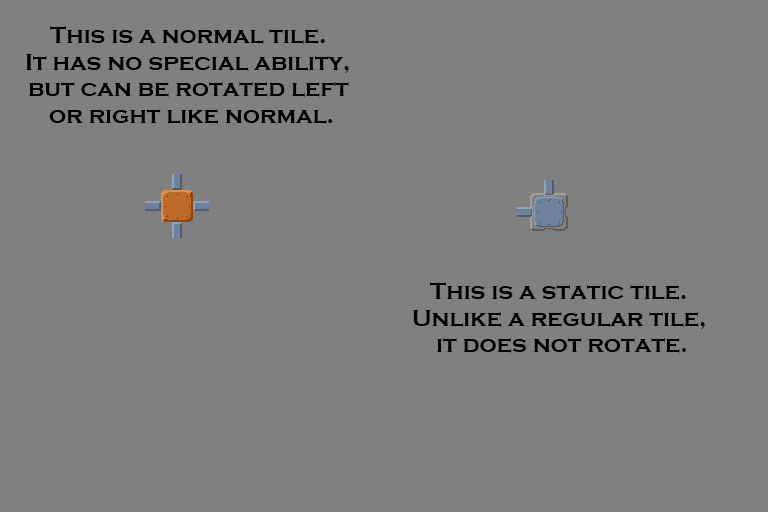 This is a normal tile.
It has no special ability,
but can be rotated left
or right like normal.
This is a static tile.
Unlike a regular tile,
it does not rotate.